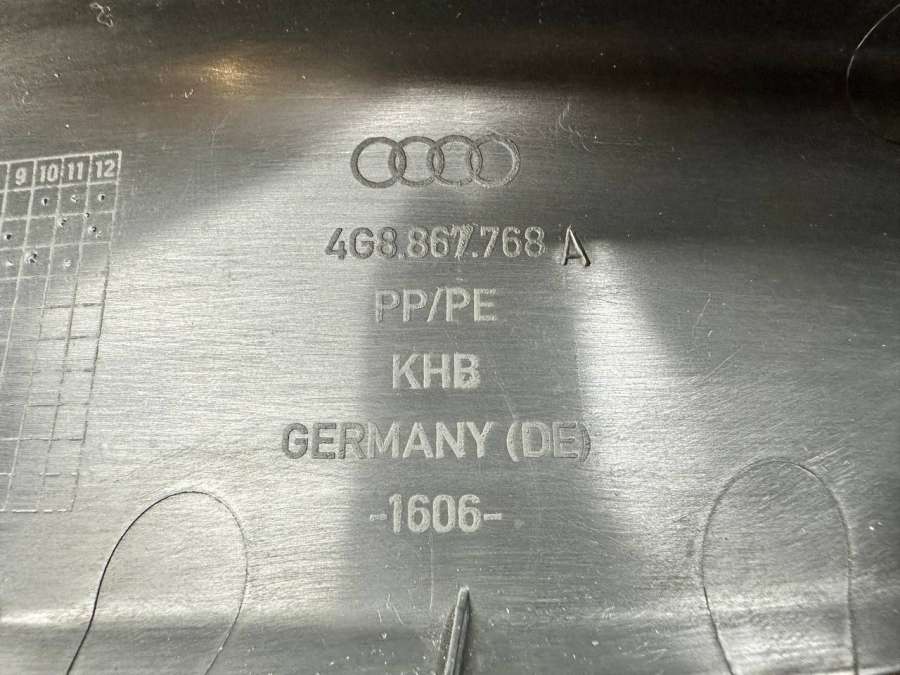 9 10 11 12
4G8.867.768 A
PP/PE
KHB
GERMANY (DE)
-1606-